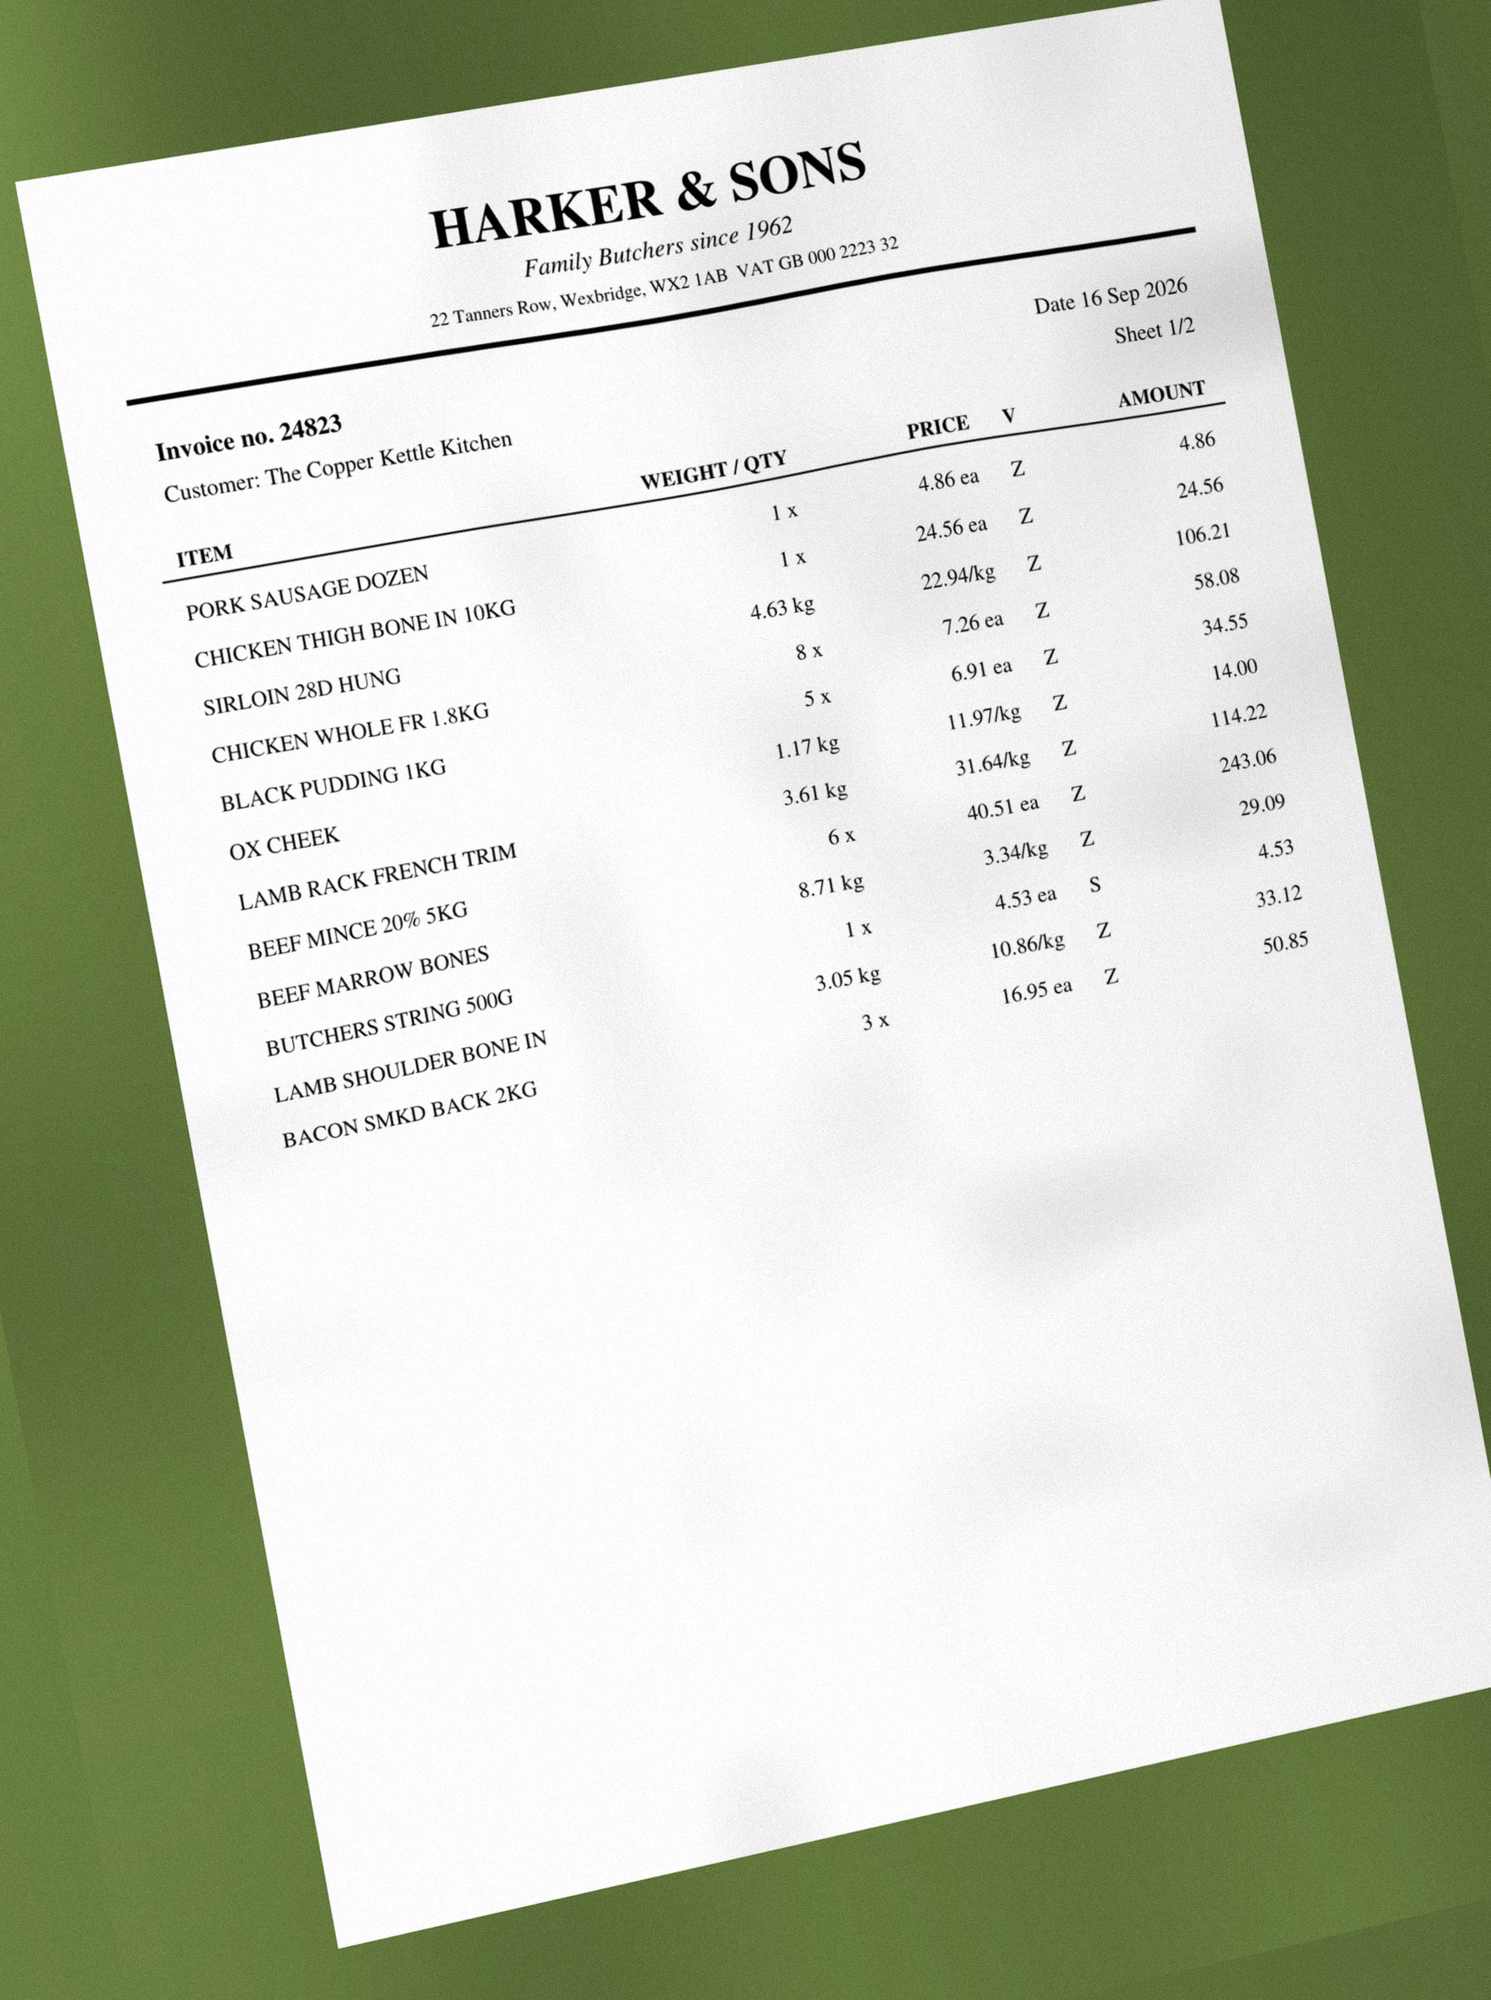 HARKER & SONS
Family Butchers since 1962
22 Tanners Row, Wexbridge, WX2 1AB VAT GB 000 2223 32
Invoice no. 24823 Date 16 Sep 2026
Customer: The Copper Kettle Kitchen Sheet 1/2
ITEM WEIGHT / QTY PRICE V AMOUNT
PORK SAUSAGE DOZEN 1 x 4.86 ea Z 4.86
CHICKEN THIGH BONE IN 10KG 1 x 24.56 ea Z 24.56
SIRLOIN 28D HUNG 4.63 kg 22.94/kg Z 106.21
CHICKEN WHOLE FR 1.8KG 8 x 7.26 ea Z 58.08
BLACK PUDDING 1KG 5 x 6.91 ea Z 34.55
OX CHEEK 1.17 kg 11.97/kg Z 14.00
LAMB RACK FRENCH TRIM 3.61 kg 31.64/kg Z 114.22
BEEF MINCE 20% 5KG 6 x 40.51 ea Z 243.06
BEEF MARROW BONES 8.71 kg 3.34/kg Z 29.09
BUTCHERS STRING 500G 1 x 4.53 ea S 4.53
LAMB SHOULDER BONE IN 3.05 kg 10.86/kg Z 33.12
BACON SMKD BACK 2KG 3 x 16.95 ea Z 50.85